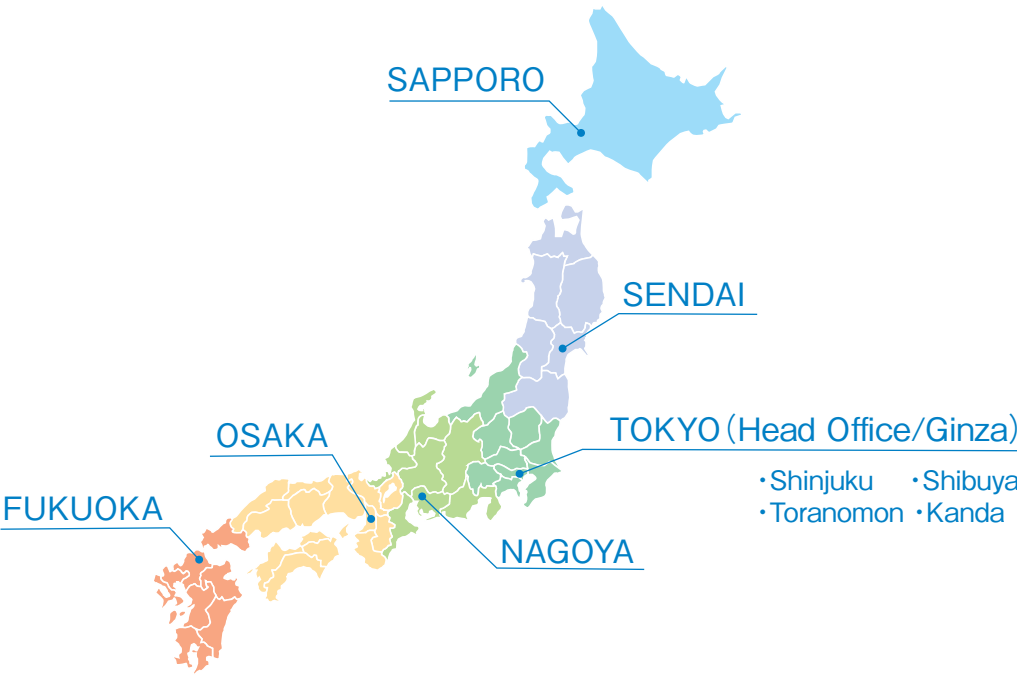 SAPPORO
SENDAI
TOKYO（Head Office/Ginza）
・Shinjuku ・Shibuya
・Toranomon ・Kanda
OSAKA
FUKUOKA
NAGOYA